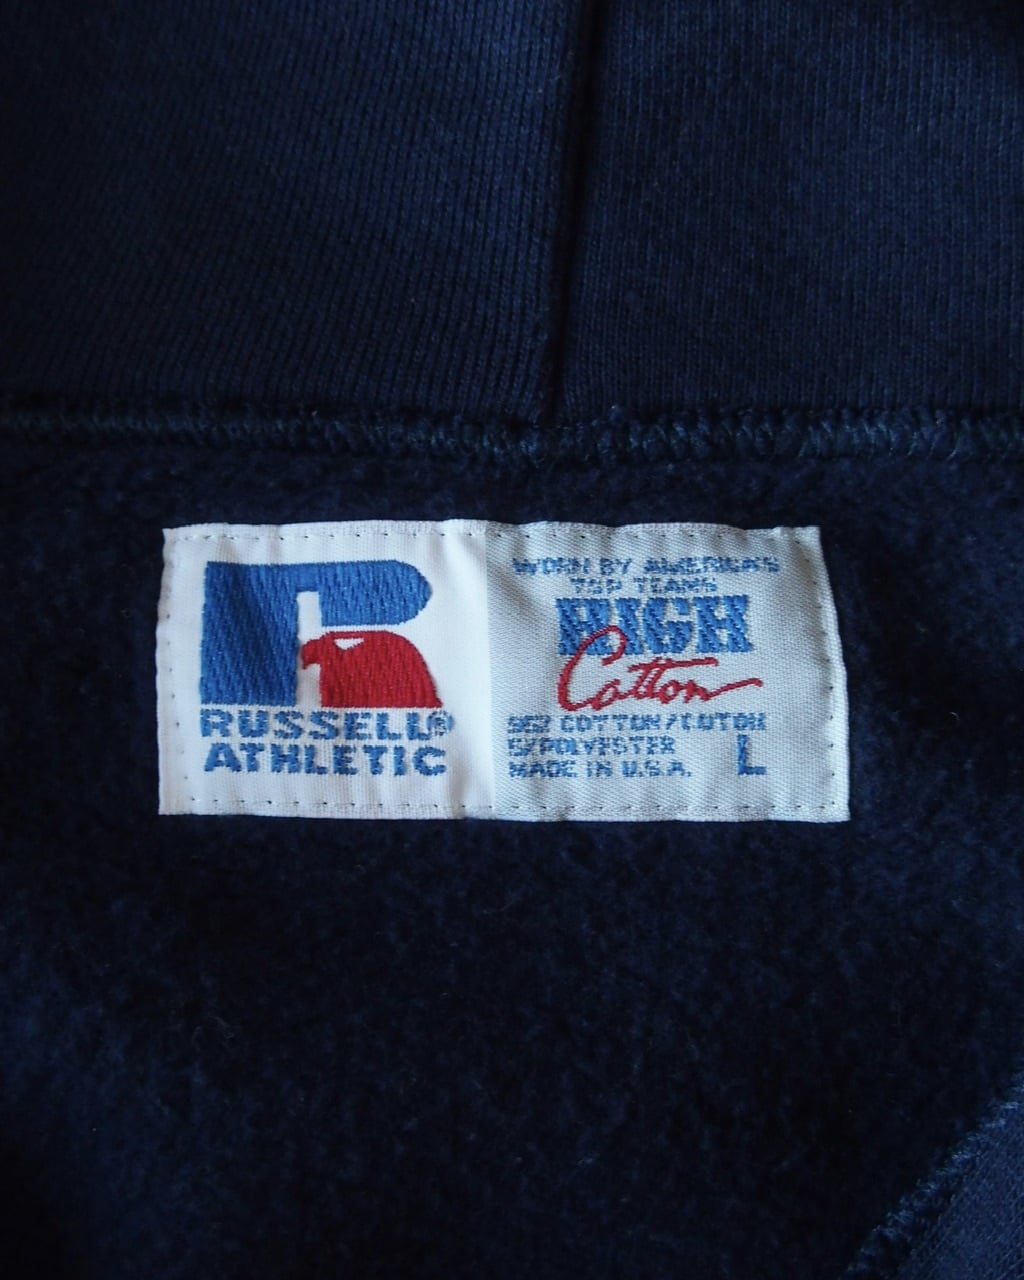 R
RUSSELL®
ATHLETIC
WORN BY AMERICA'S
TOP TEAMS
HIGH
Cotton
95% COTTON/COTON
5%POLYESTER
MADE IN U.S.A. L